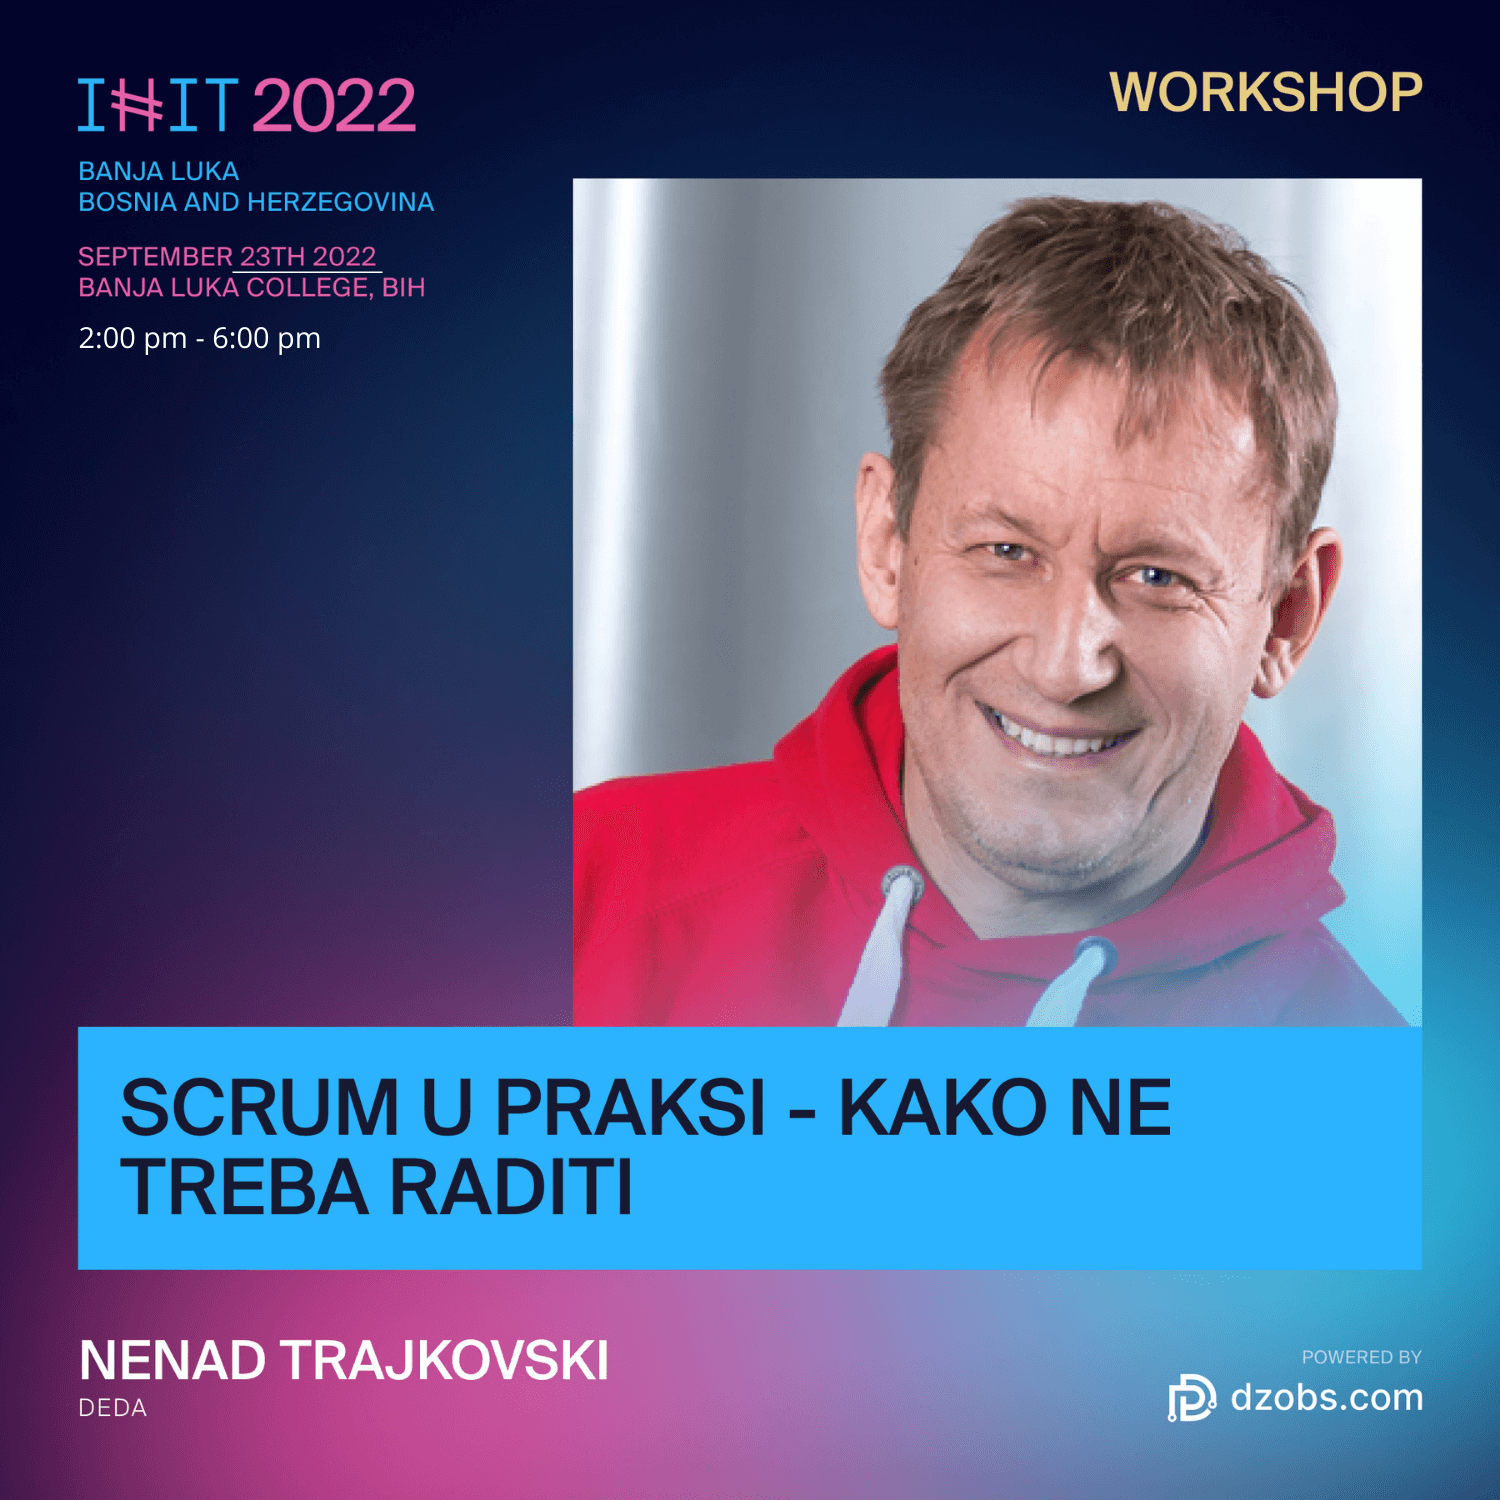 INIT 2022
WORKSHOP
BANJA LUKA
BOSNIA AND HERZEGOVINA
SEPTEMBER 23TH 2022
BANJA LUKA COLLEGE, BIH
2:00 pm - 6:00 pm
SCRUM U PRAKSI - KAKO NE
TREBA RADITI
NENAD TRAJKOVSKI
DEDA
POWERED BY
dzobs.com